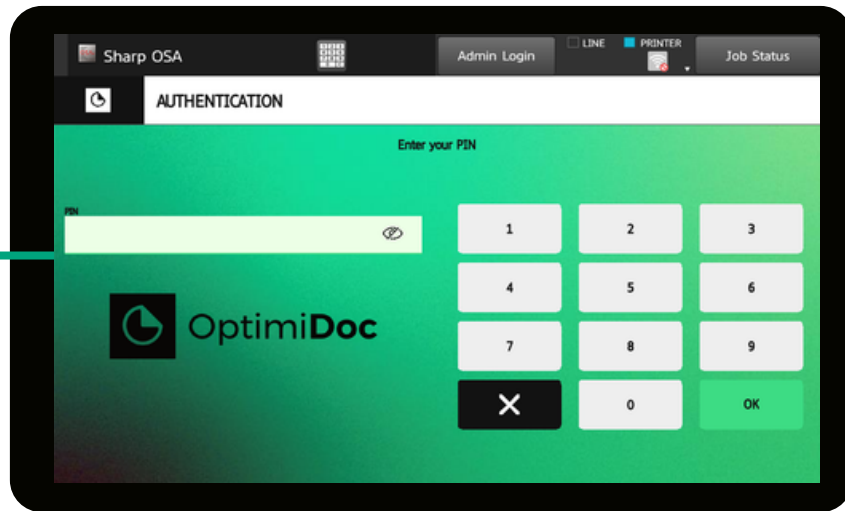 Sharp OSA
Admin Login
LINE
PRINTER
Job Status
AUTHENTICATION
Enter your PIN
PIN
1 2 3
4 5 6
7 8 9
0 OK
OptimiDoc